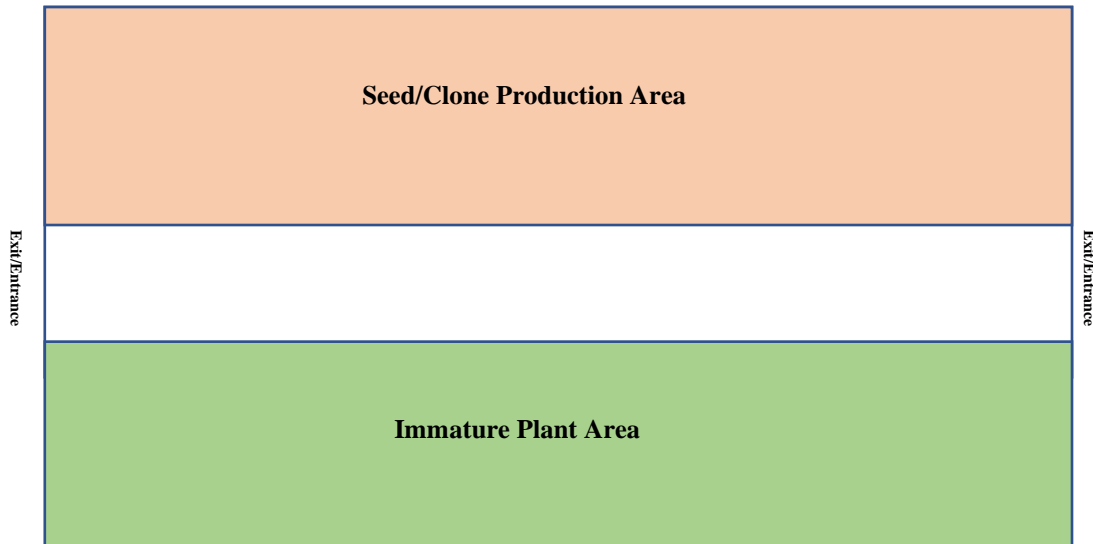 Seed/Clone Production Area
Exit/Entrance
Exit/Entrance
Immature Plant Area